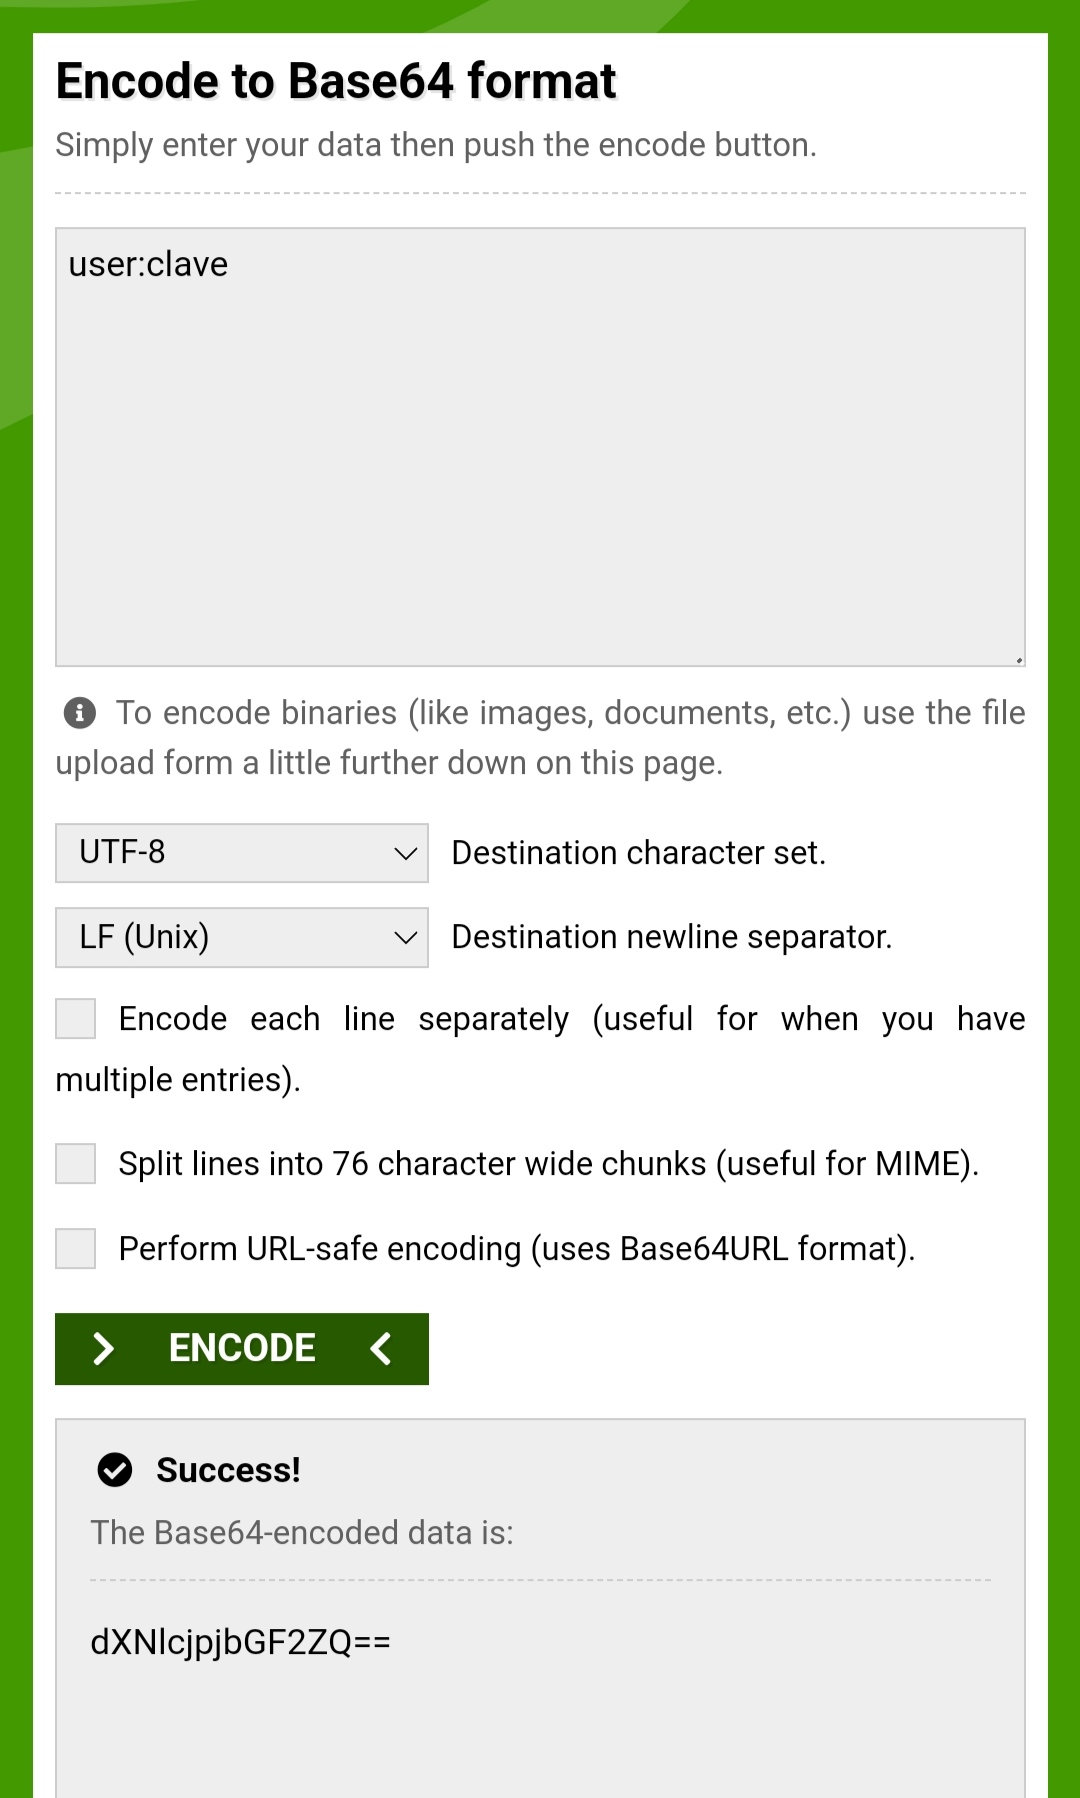 Encode to Base64 format
Simply enter your data then push the encode button.
user:clave
To encode binaries (like images, documents, etc.) use the file
upload form a little further down on this page.
UTF-8 Destination character set.
LF (Unix) Destination newline separator.
Encode each line separately (useful for when you have
multiple entries).
Split lines into 76 character wide chunks (useful for MIME).
Perform URL-safe encoding (uses Base64URL format).
ENCODE
Success!
The Base64-encoded data is:
dXNlcjpjbGF2ZQ==